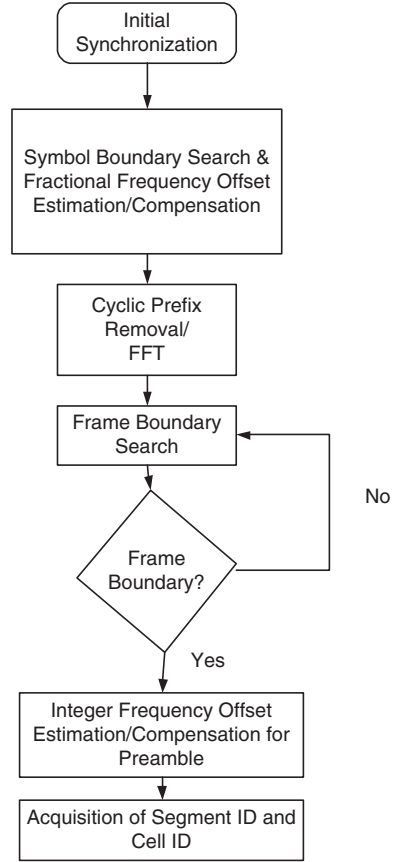 Initial
Synchronization
Symbol Boundary Search &
Fractional Frequency Offset
Estimation/Compensation
Cyclic Prefix
Removal/
FFT
Frame Boundary
Search
No
Frame
Boundary?
Yes
Integer Frequency Offset
Estimation/Compensation for
Preamble
Acquisition of Segment ID and
Cell ID